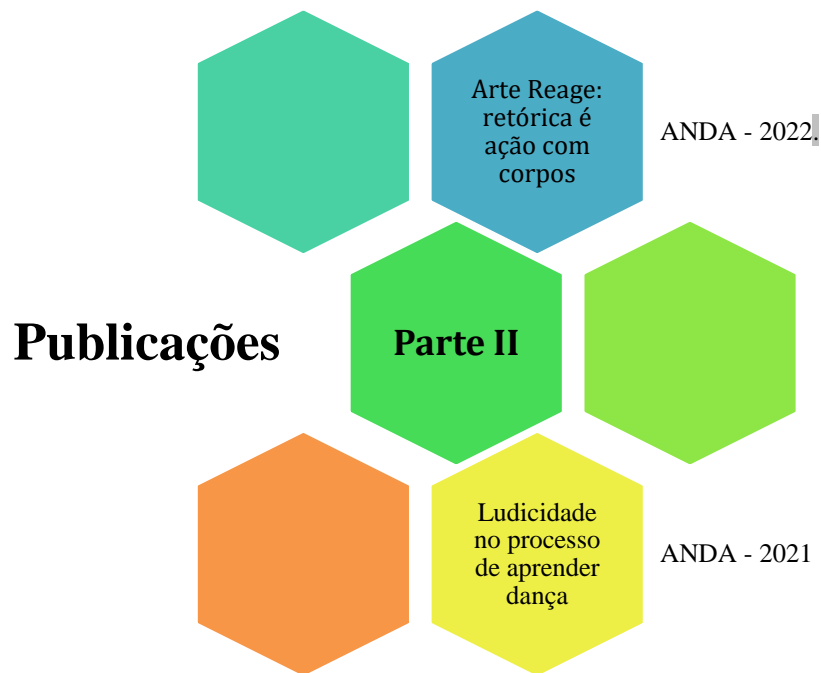 Arte Reage:
retórica é
ação com
corpos
ANDA - 2022.
Publicações
Parte II
Ludicidade
no processo
de aprender
dança
ANDA - 2021